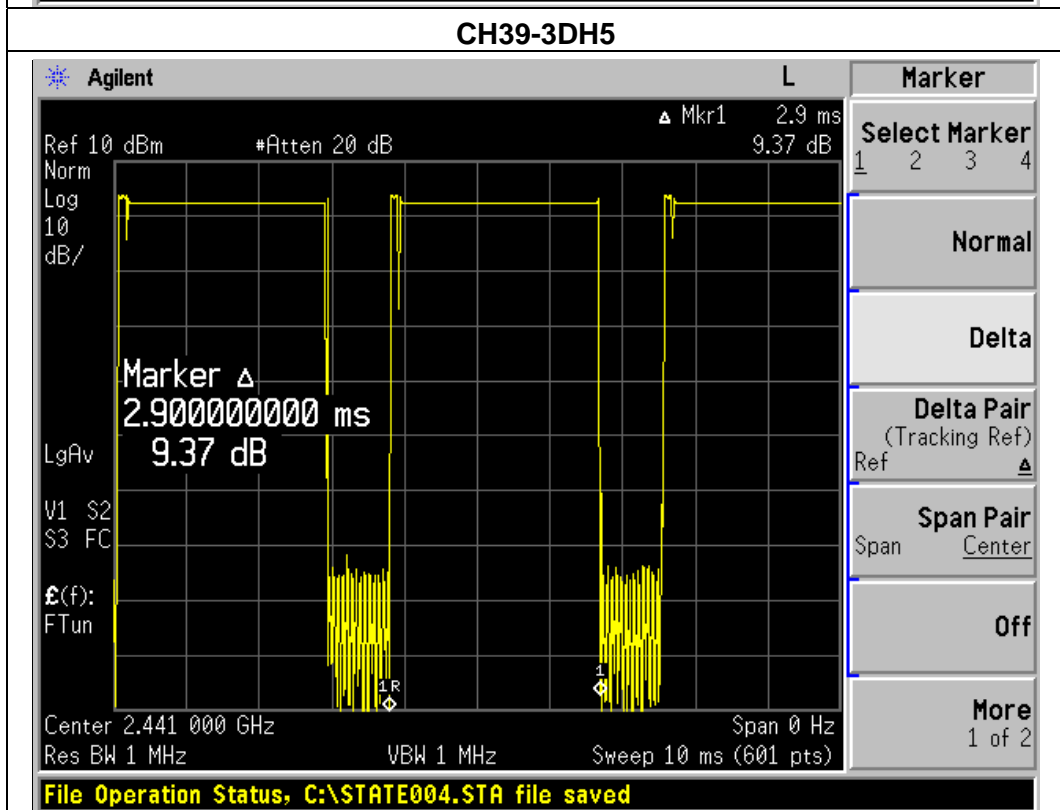 CH39-3DH5
Agilent L Marker
Δ Mkr1 2.9 ms
Ref 10 dBm #Atten 20 dB 9.37 dB
Norm
Log
10
dB/
Marker Δ
2.900000000 ms
9.37 dB
LgAv
V1 S2
S3 FC
£(f):
FTun
1R
1
Center 2.441 000 GHz Span 0 Hz
Res BW 1 MHz VBW 1 MHz Sweep 10 ms (601 pts)
File Operation Status, C:\STATE004.STA file saved
Select Marker
1 2 3 4
Normal
Delta
Delta Pair
(Tracking Ref)
Ref Δ
Span Pair
Span Center
Off
More
1 of 2